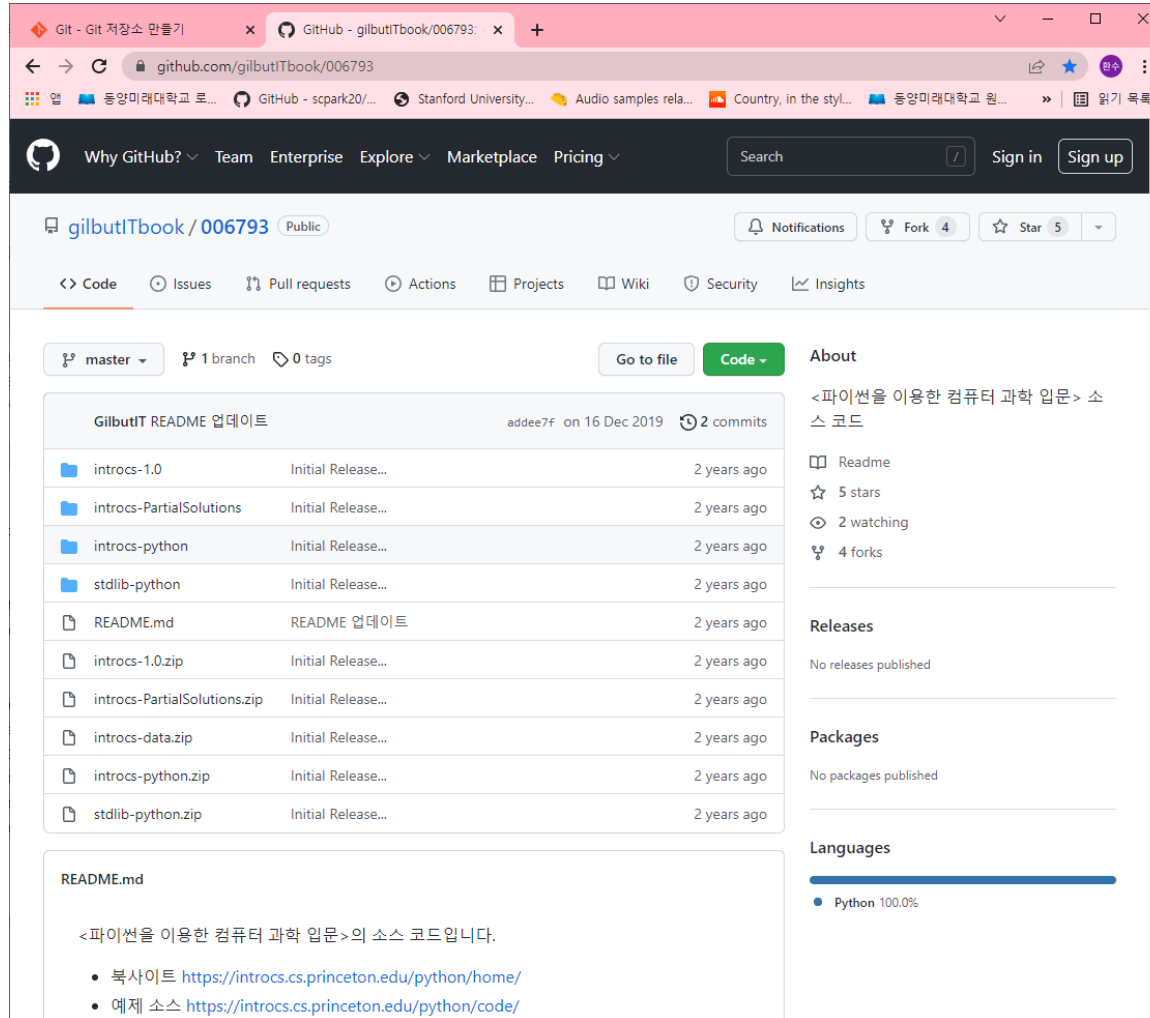 Git - Git 저장소 만들기
GitHub - gilbutITbook/006793:
github.com/gilbutITbook/006793
환수
앱 동양미래대학교 로... GitHub - scpark20/... Stanford University... Audio samples rela... Country, in the styl... 동양미래대학교 원... » 읽기 목록
Why GitHub? Team Enterprise Explore Marketplace Pricing Search / Sign in Sign up
gilbutITbook / 006793 Public Notifications Fork 4 Star 5
Code Issues Pull requests Actions Projects Wiki Security Insights
master 1 branch 0 tags Go to file Code
GilbutIT README 업데이트 addee7f on 16 Dec 2019 2 commits
introcs-1.0 Initial Release... 2 years ago
introcs-PartialSolutions Initial Release... 2 years ago
introcs-python Initial Release... 2 years ago
stdlib-python Initial Release... 2 years ago
README.md README 업데이트 2 years ago
introcs-1.0.zip Initial Release... 2 years ago
introcs-PartialSolutions.zip Initial Release... 2 years ago
introcs-data.zip Initial Release... 2 years ago
introcs-python.zip Initial Release... 2 years ago
stdlib-python.zip Initial Release... 2 years ago
README.md
<파이썬을 이용한 컴퓨터 과학 입문>의 소스 코드입니다.
• 북사이트 https://introcs.cs.princeton.edu/python/home/
• 예제 소스 https://introcs.cs.princeton.edu/python/code/
About
<파이썬을 이용한 컴퓨터 과학 입문> 소
스 코드
Readme
5 stars
2 watching
4 forks
Releases
No releases published
Packages
No packages published
Languages
Python 100.0%